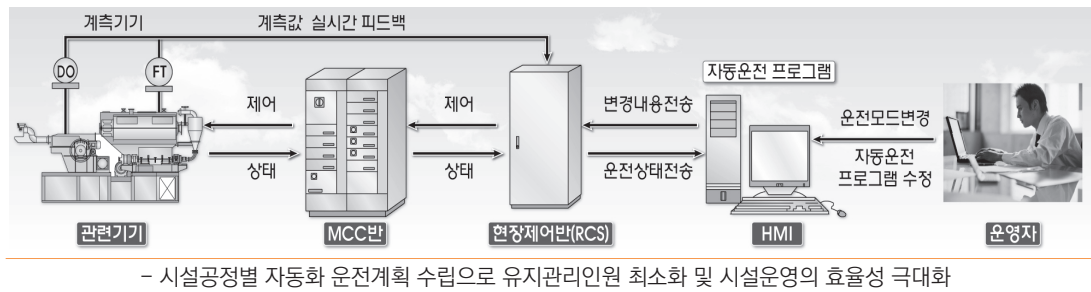 계측기기
계측값 실시간 피드백
DO
FT
자동운전 프로그램
제어
제어
변경내용전송
운전모드변경
상태
상태
운전상태전송
자동운전
프로그램 수정
관련기기
MCC반
현장제어반(RCS)
HMI
운영자
– 시설공정별 자동화 운전계획 수립으로 유지관리인원 최소화 및 시설운영의 효율성 극대화